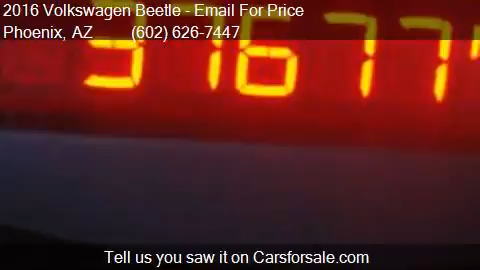 2016 Volkswagen Beetle - Email For Price
Phoenix, AZ (602) 626-7447
31677
Tell us you saw it on Carsforsale.com